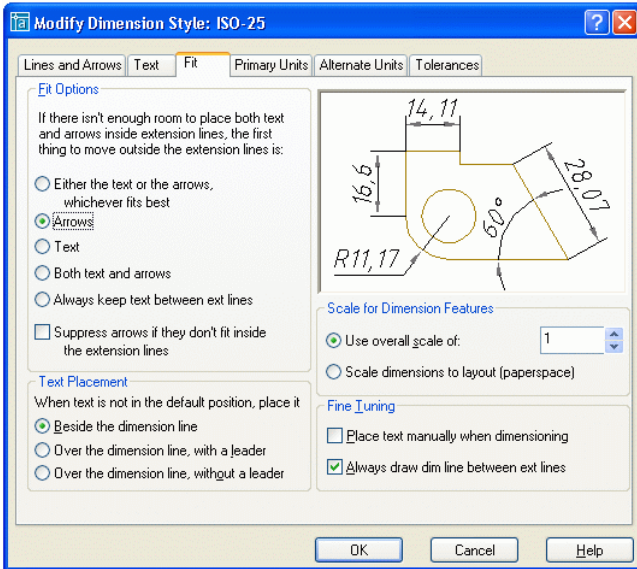 Modify Dimension Style: ISO-25
Lines and Arrows Text Fit Primary Units Alternate Units Tolerances
Fit Options
If there isn't enough room to place both text
and arrows inside extension lines, the first
thing to move outside the extension lines is:
Either the text or the arrows,
whichever fits best
Arrows
Text
Both text and arrows
Always keep text between ext lines
Suppress arrows if they don't fit inside
the extension lines
Text Placement
When text is not in the default position, place it
Beside the dimension line
Over the dimension line, with a leader
Over the dimension line, without a leader
14,11
16,6
28,07
60°
R11,17
Scale for Dimension Features
Use overall scale of: 1
Scale dimensions to layout (paperspace)
Fine Tuning
Place text manually when dimensioning
Always draw dim line between ext lines
OK Cancel Help